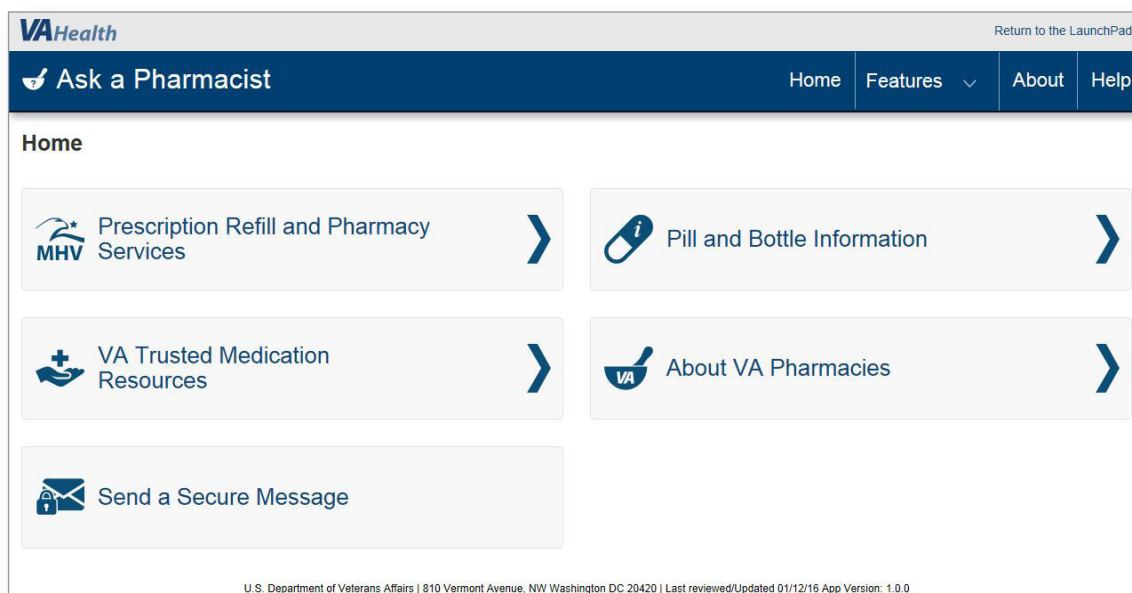 VA Health
Return to the LaunchPad
? Ask a Pharmacist
Home
Features
About
Help
Home
MHV
Prescription Refill and Pharmacy
Services
i
Pill and Bottle Information
VA Trusted Medication
Resources
VA
About VA Pharmacies
Send a Secure Message
U.S. Department of Veterans Affairs | 810 Vermont Avenue, NW Washington DC 20420 | Last reviewed/Updated 01/12/16 App Version: 1.0.0